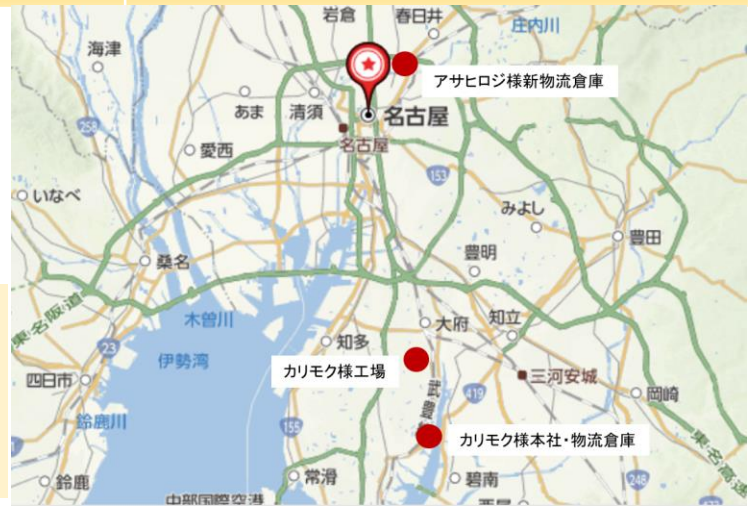 岩倉
春日井
庄内川
海津
アサヒロジ様新物流倉庫
あま
清須
名古屋
名古屋
258
愛西
153
いなべ
みよし
豊田
桑名
豊明
東名阪道
木曽川
23
伊勢湾
知多
大府
知立
四日市
カリモク様工場
三河安城
419
岡崎
鈴鹿川
155
カリモク様本社・物流倉庫
東名高速
常滑
碧南
248
鈴鹿
中部国際空港
477